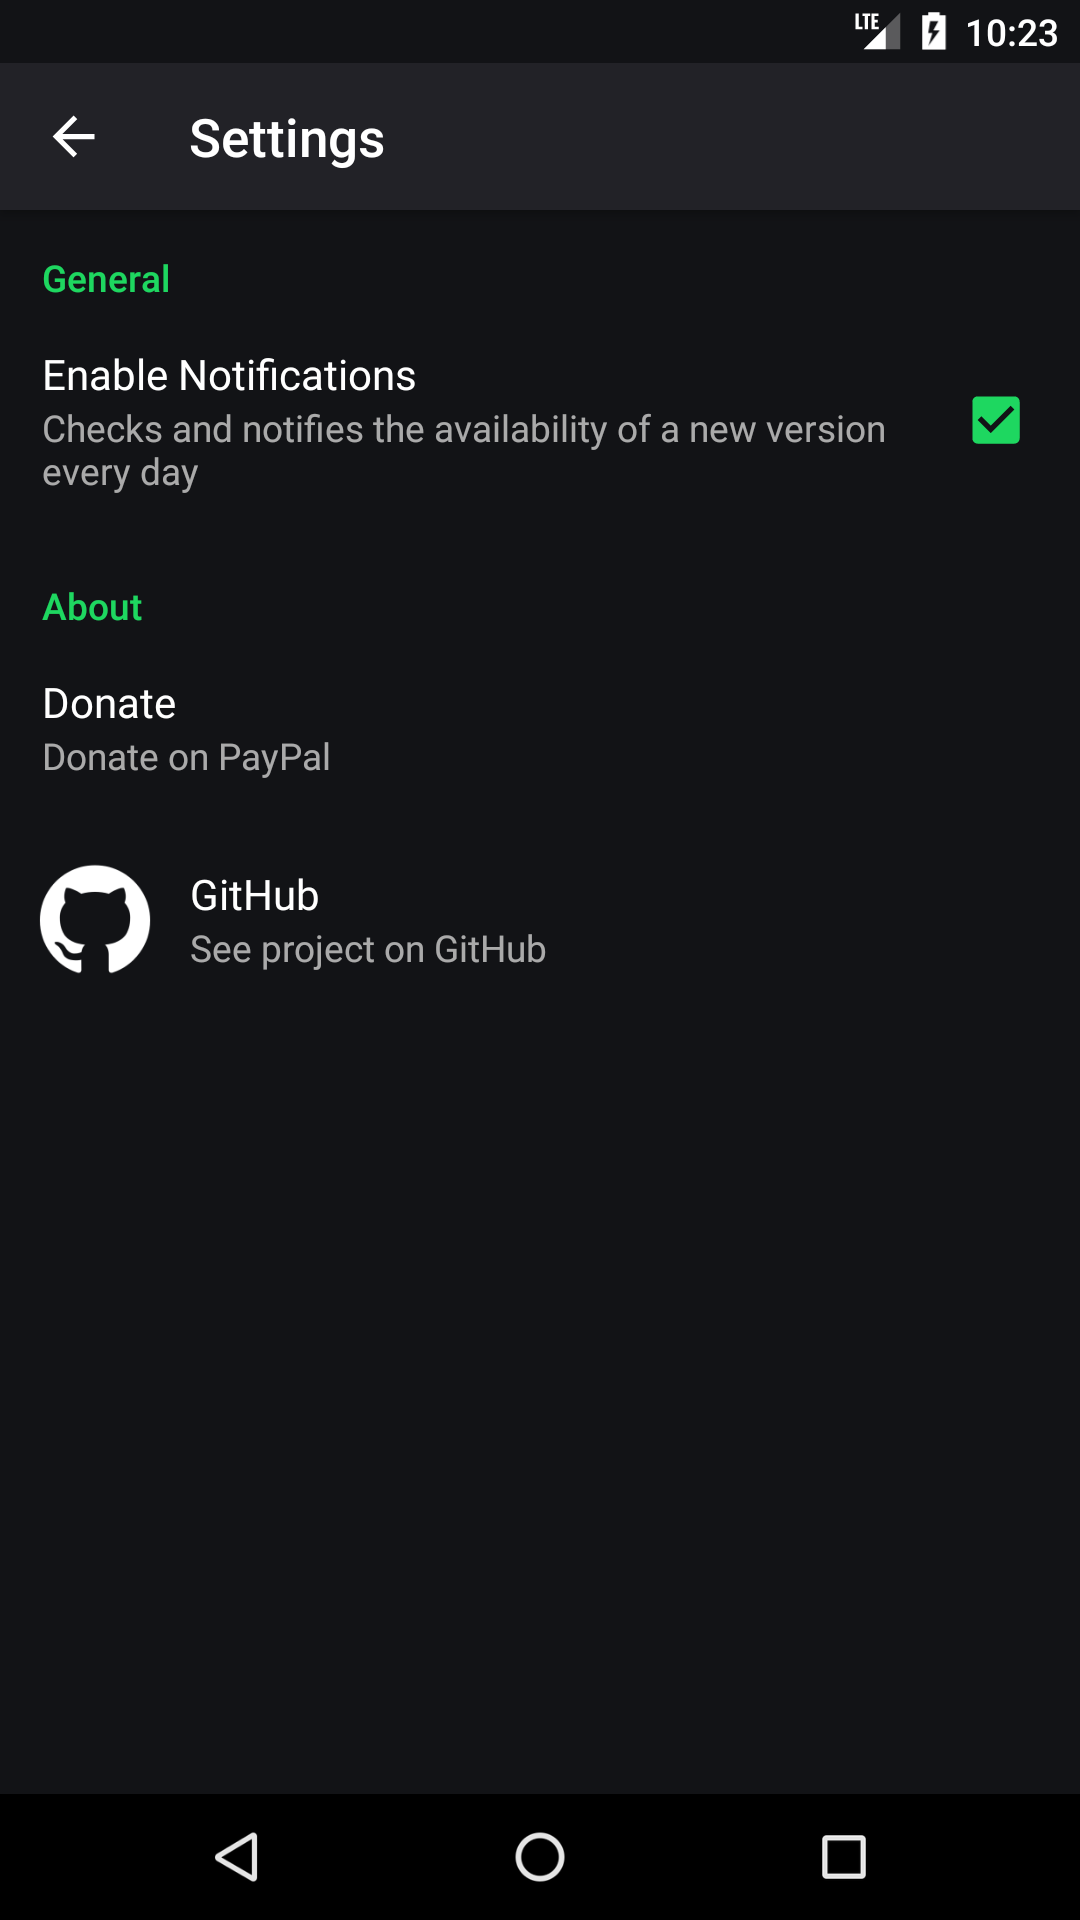 LTE 10:23
Settings
General
Enable Notifications
Checks and notifies the availability of a new version
every day
About
Donate
Donate on PayPal
GitHub
See project on GitHub